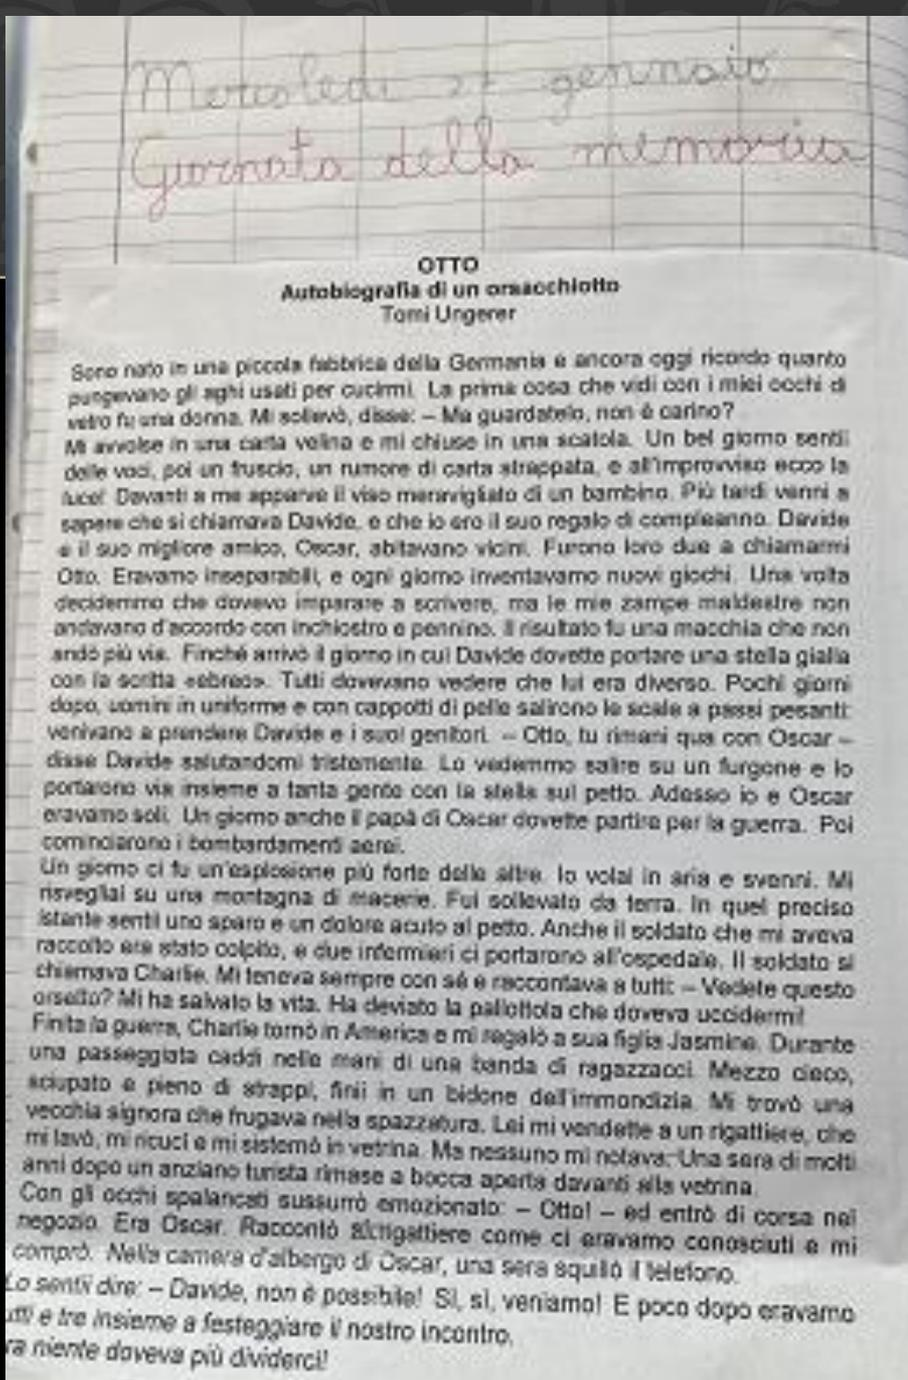 Mercoledì 27 gennaio
Giornata della memoria
OTTO
Autobiografia di un orsacchiotto
Tomi Ungerer
Sono nato in una piccola fabbrica della Germania e ancora oggi ricordo quanto
pungevano gli aghi usati per cucirmi. La prima cosa che vidi con i miei occhi di
vetro fu una donna. Mi sollevò, disse: – Ma guardatelo, non è carino?
Mi avvolse in una carta velina e mi chiuse in una scatola. Un bel giorno sentii
delle voci, poi un fruscio, un rumore di carta strappata, e all'improvviso ecco la
luce! Davanti a me apparve il viso meravigliato di un bambino. Più tardi venni a
sapere che si chiamava Davide, e che io ero il suo regalo di compleanno. Davide
e il suo migliore amico, Oscar, abitavano vicini. Furono loro due a chiamarmi
Otto. Eravamo inseparabili, e ogni giorno inventavamo nuovi giochi. Una volta
decidemmo che dovevo imparare a scrivere, ma le mie zampe maldestre non
andavano d'accordo con inchiostro e pennino. Il risultato fu una macchia che non
andò più via. Finché arrivò il giorno in cui Davide dovette portare una stella gialla
con la scritta «ebreo». Tutti dovevano vedere che lui era diverso. Pochi giorni
dopo, uomini in uniforme e con cappotti di pelle salirono le scale a passi pesanti:
venivano a prendere Davide e i suoi genitori. – Otto, tu rimani qua con Oscar –
disse Davide salutandomi tristemente. Lo vedemmo salire su un furgone e lo
portarono via insieme a tanta gente con la stella sul petto. Adesso io e Oscar
eravamo soli. Un giorno anche il papà di Oscar dovette partire per la guerra. Poi
cominciarono i bombardamenti aerei.
Un giorno ci fu un'esplosione più forte delle altre. Io volai in aria e svenni. Mi
risvegliai su una montagna di macerie. Fui sollevato da terra. In quel preciso
istante sentii uno sparo e un dolore acuto al petto. Anche il soldato che mi aveva
raccolto era stato colpito, e due infermieri ci portarono all'ospedale. Il soldato si
chiamava Charlie. Mi teneva sempre con sé e raccontava a tutti: – Vedete questo
orsetto? Mi ha salvato la vita. Ha deviato la pallottola che doveva uccidermi!
Finita la guerra, Charlie tornò in America e mi regalò a sua figlia Jasmine. Durante
una passeggiata caddi nelle mani di una banda di ragazzacci. Mezzo cieco,
sciupato e pieno di strappi, finii in un bidone dell'immondizia. Mi trovò una
vecchia signora che frugava nella spazzatura. Lei mi vendette a un rigattiere, che
mi lavò, mi ricucì e mi sistemò in vetrina. Ma nessuno mi notava. Una sera di molti
anni dopo un anziano turista rimase a bocca aperta davanti alla vetrina.
Con gli occhi spalancati sussurrò emozionato: – Otto! – ed entrò di corsa nel
negozio. Era Oscar. Raccontò al rigattiere come ci eravamo conosciuti e mi
comprò. Nella camera d'albergo di Oscar, una sera squillò il telefono.
Lo sentii dire: – Davide, non è possibile! Sì, sì, veniamo! E poco dopo eravamo
utti e tre insieme a festeggiare il nostro incontro.
ra niente doveva più dividerci!